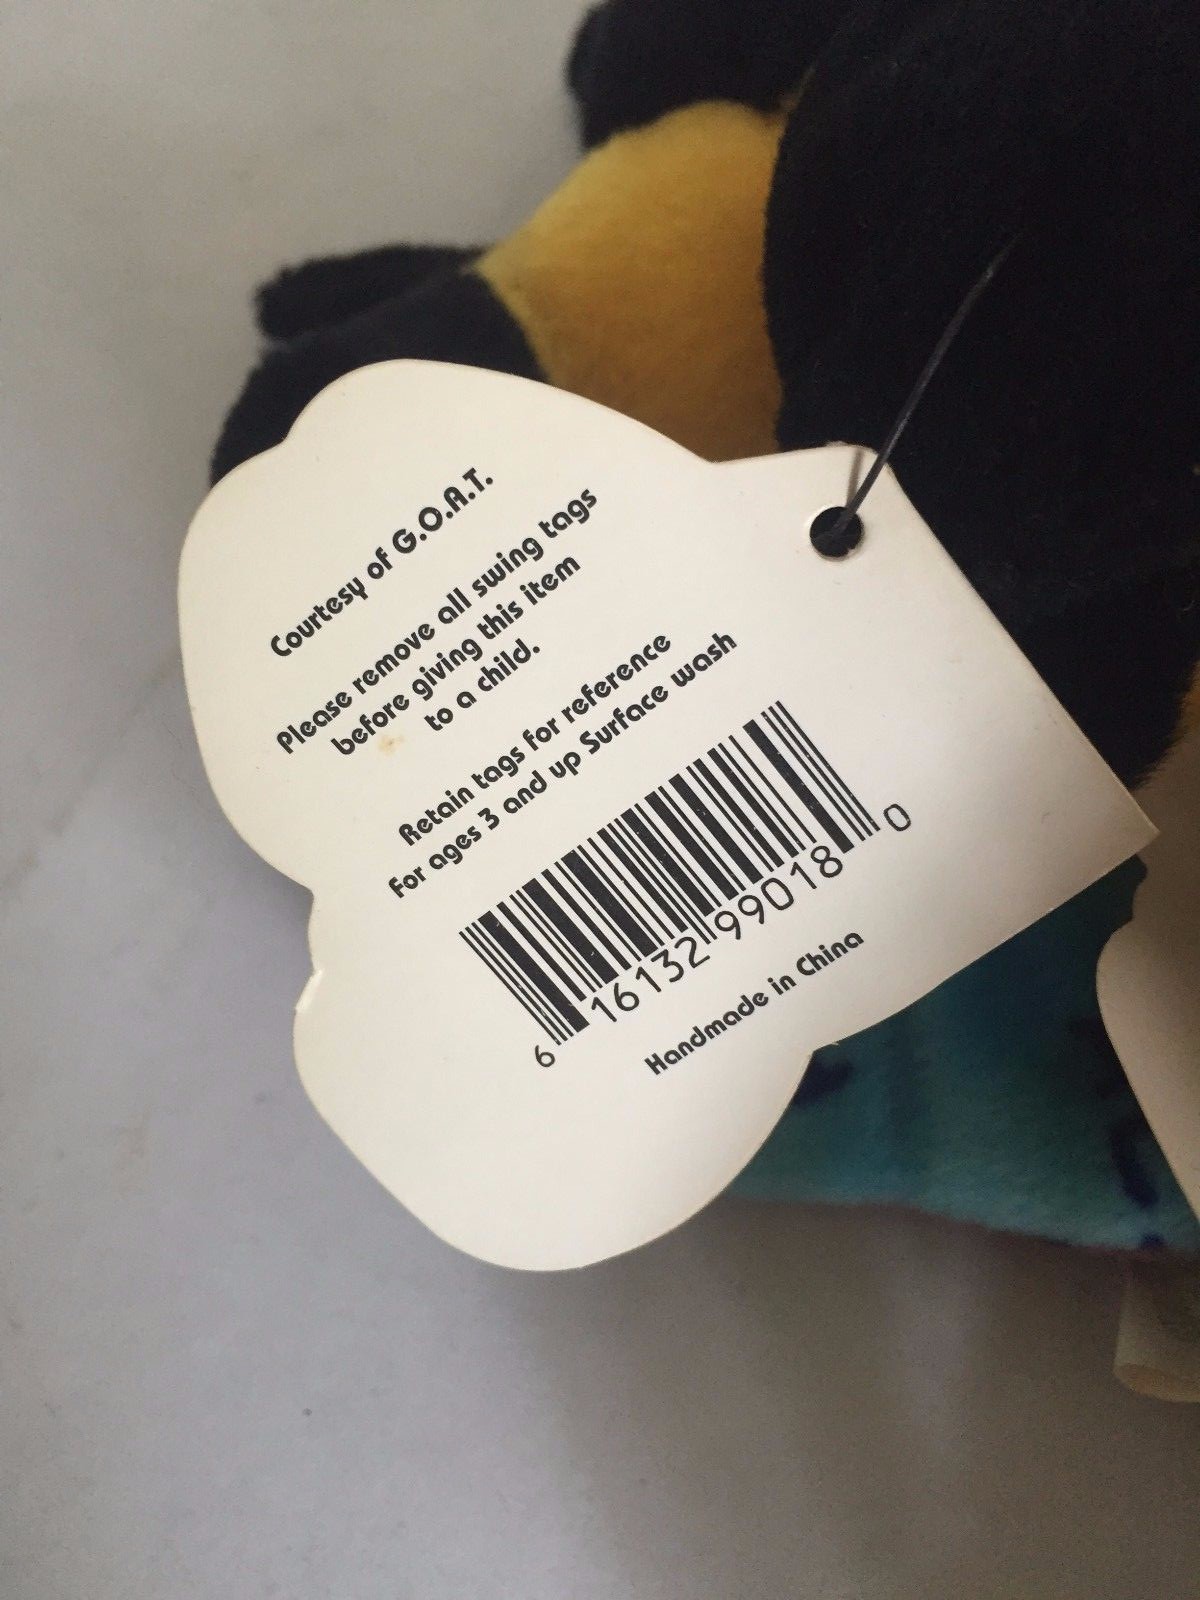 Courtesy of G.O.A.T.
Please remove all swing tags
before giving this item
to a child.
Retain tags for reference
For ages 3 and up Surface wash
6 16132 99018 0
Handmade in China